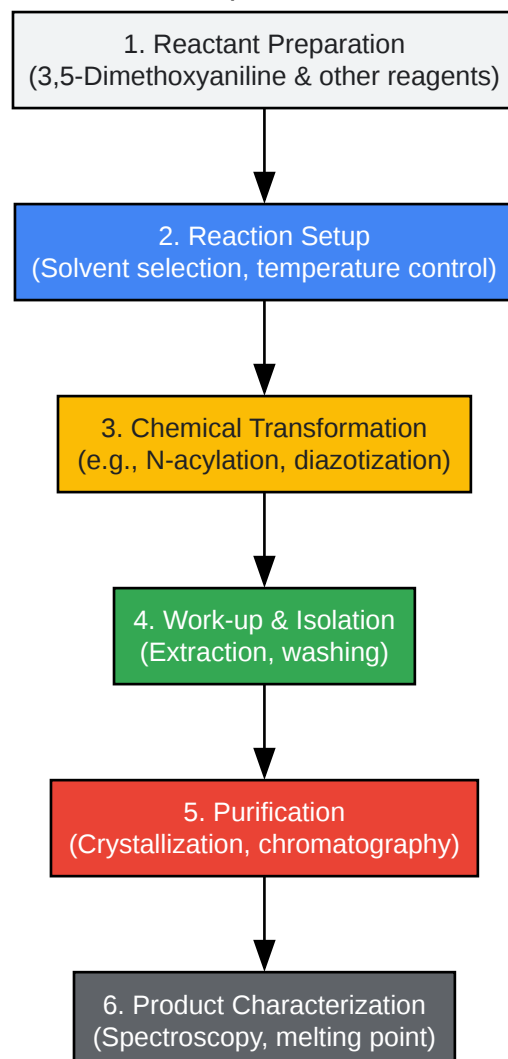 1. Reactant Preparation
(3,5-Dimethoxyaniline & other reagents)
2. Reaction Setup
(Solvent selection, temperature control)
3. Chemical Transformation
(e.g., N-acylation, diazotization)
4. Work-up & Isolation
(Extraction, washing)
5. Purification
(Crystallization, chromatography)
6. Product Characterization
(Spectroscopy, melting point)